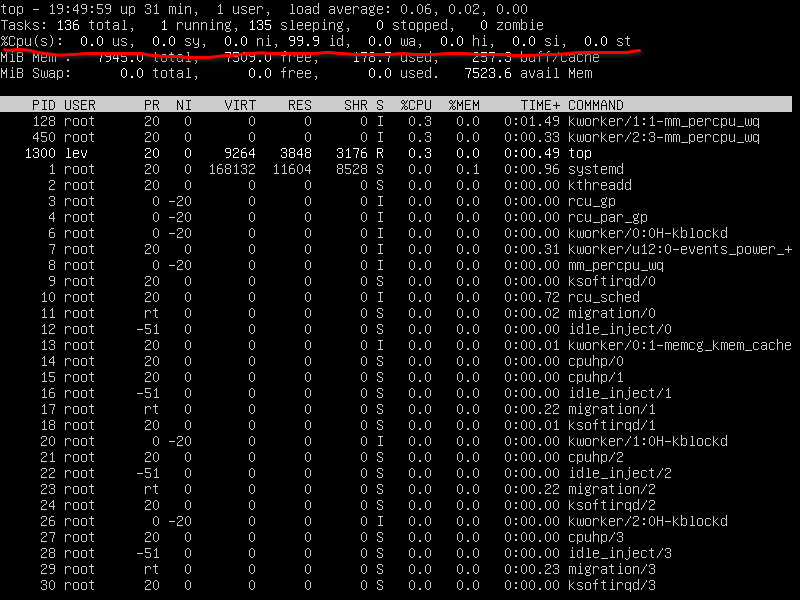 top - 19:49:59 up 31 min,  1 user,  load average: 0.06, 0.02, 0.00
Tasks: 136 total,   1 running, 135 sleeping,   0 stopped,   0 zombie
%Cpu(s):  0.0 us,  0.0 sy,  0.0 ni, 99.9 id,  0.0 wa,  0.0 hi,  0.0 si,  0.0 st
MiB Mem :   7945.0 total,   7509.0 free,    178.7 used,    257.3 buff/cache
MiB Swap:      0.0 total,      0.0 free,      0.0 used.   7523.6 avail Mem
PID USER      PR  NI    VIRT    RES    SHR S  %CPU  %MEM     TIME+ COMMAND
128 root      20   0       0      0      0 I   0.3   0.0   0:01.49 kworker/1:1-mm_percpu_wq
450 root      20   0       0      0      0 I   0.3   0.0   0:00.33 kworker/2:3-mm_percpu_wq
1300 lev       20   0    9264   3848   3176 R   0.3   0.0   0:00.49 top
1 root      20   0  168132  11604   8528 S   0.0   0.1   0:00.96 systemd
2 root      20   0       0      0      0 S   0.0   0.0   0:00.00 kthreadd
3 root       0 -20       0      0      0 I   0.0   0.0   0:00.00 rcu_gp
4 root       0 -20       0      0      0 I   0.0   0.0   0:00.00 rcu_par_gp
6 root       0 -20       0      0      0 I   0.0   0.0   0:00.00 kworker/0:0H-kblockd
7 root      20   0       0      0      0 I   0.0   0.0   0:00.31 kworker/u12:0-events_power_+
8 root       0 -20       0      0      0 I   0.0   0.0   0:00.00 mm_percpu_wq
9 root      20   0       0      0      0 S   0.0   0.0   0:00.00 ksoftirqd/0
10 root      20   0       0      0      0 I   0.0   0.0   0:00.72 rcu_sched
11 root      rt   0       0      0      0 S   0.0   0.0   0:00.02 migration/0
12 root     -51   0       0      0      0 S   0.0   0.0   0:00.00 idle_inject/0
13 root      20   0       0      0      0 I   0.0   0.0   0:00.01 kworker/0:1-memcg_kmem_cache
14 root      20   0       0      0      0 S   0.0   0.0   0:00.00 cpuhp/0
15 root      20   0       0      0      0 S   0.0   0.0   0:00.00 cpuhp/1
16 root     -51   0       0      0      0 S   0.0   0.0   0:00.00 idle_inject/1
17 root      rt   0       0      0      0 S   0.0   0.0   0:00.22 migration/1
18 root      20   0       0      0      0 S   0.0   0.0   0:00.01 ksoftirqd/1
20 root       0 -20       0      0      0 I   0.0   0.0   0:00.00 kworker/1:0H-kblockd
21 root      20   0       0      0      0 S   0.0   0.0   0:00.00 cpuhp/2
22 root     -51   0       0      0      0 S   0.0   0.0   0:00.00 idle_inject/2
23 root      rt   0       0      0      0 S   0.0   0.0   0:00.22 migration/2
24 root      20   0       0      0      0 S   0.0   0.0   0:00.00 ksoftirqd/2
26 root       0 -20       0      0      0 I   0.0   0.0   0:00.00 kworker/2:0H-kblockd
27 root      20   0       0      0      0 S   0.0   0.0   0:00.00 cpuhp/3
28 root     -51   0       0      0      0 S   0.0   0.0   0:00.00 idle_inject/3
29 root      rt   0       0      0      0 S   0.0   0.0   0:00.23 migration/3
30 root      20   0       0      0      0 S   0.0   0.0   0:00.00 ksoftirqd/3